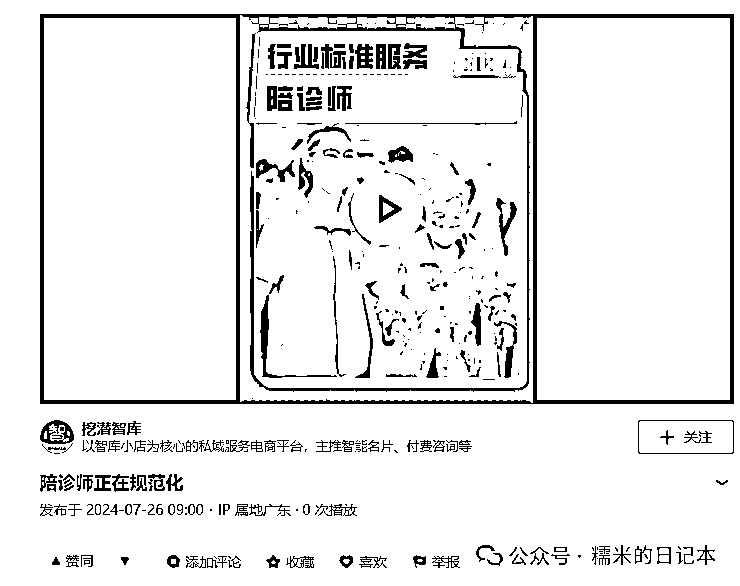 行业标准服务
陪诊师
挖潜智库
以智库小店为核心的私域服务电商平台，主推智能名片、付费咨询等
+ 关注
陪诊师正在规范化
发布于 2024-07-26 09:00 · IP 属地广东 · 0 次播放
▲ 赞同 ▼ 添加评论 收藏 喜欢 举报
公众号 · 糯米的日记本